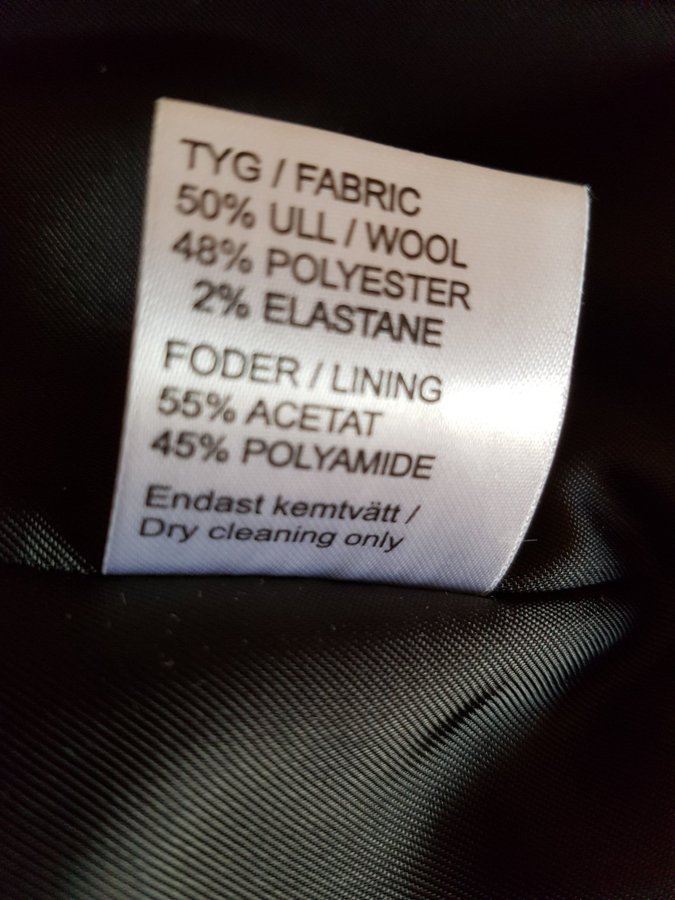 TYG / FABRIC
50% ULL / WOOL
48% POLYESTER
2% ELASTANE
FODER / LINING
55% ACETAT
45% POLYAMIDE
Endast kemtvätt /
Dry cleaning only